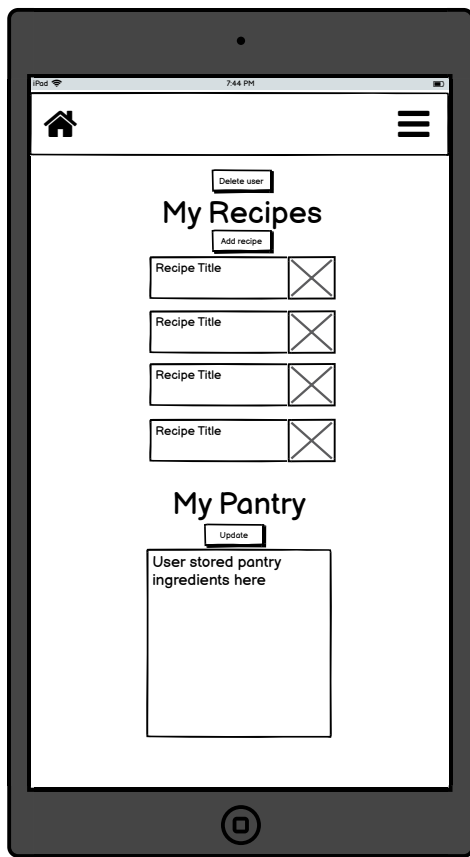 iPad
7:44 PM
Delete user
My Recipes
Add recipe
Recipe Title
Recipe Title
Recipe Title
Recipe Title
My Pantry
Update
User stored pantry
ingredients here